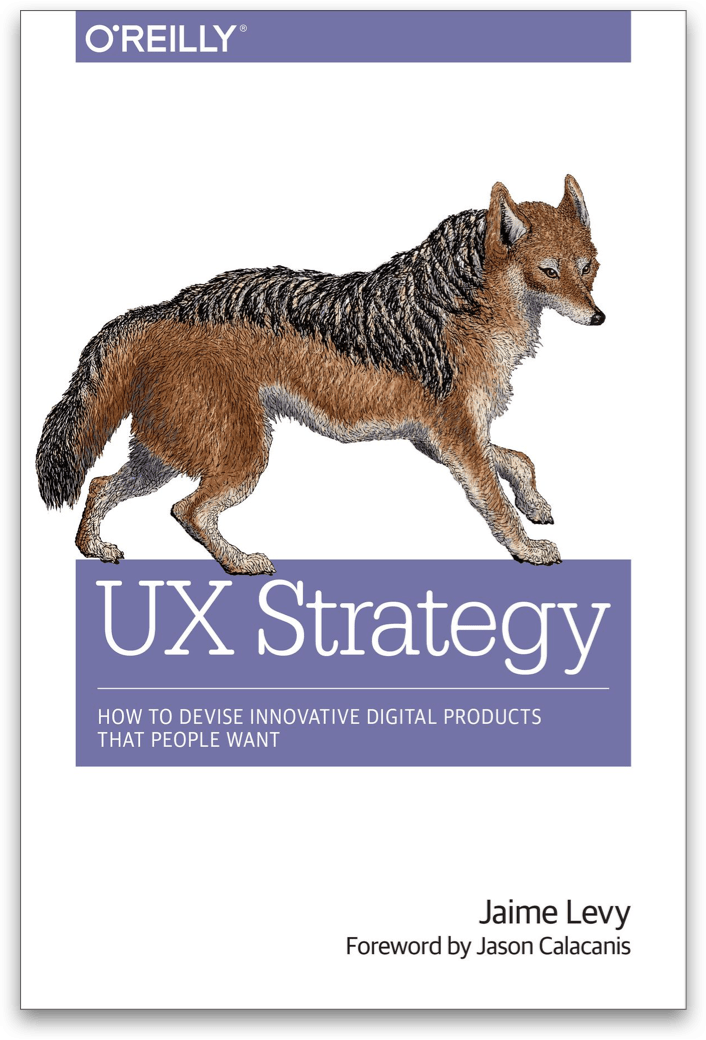 O'REILLY®
UX Strategy
HOW TO DEVISE INNOVATIVE DIGITAL PRODUCTS
THAT PEOPLE WANT
Jaime Levy
Foreword by Jason Calacanis